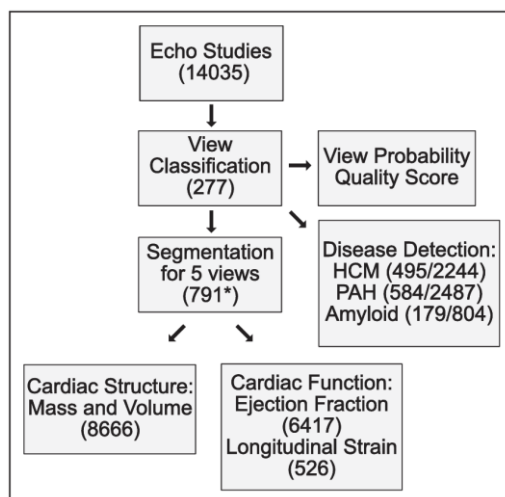 Echo Studies
(14035)
View
Classification
(277)
View Probability
Quality Score
Segmentation
for 5 views
(791*)
Disease Detection:
HCM (495/2244)
PAH (584/2487)
Amyloid (179/804)
Cardiac Structure:
Mass and Volume
(8666)
Cardiac Function:
Ejection Fraction
(6417)
Longitudinal Strain
(526)